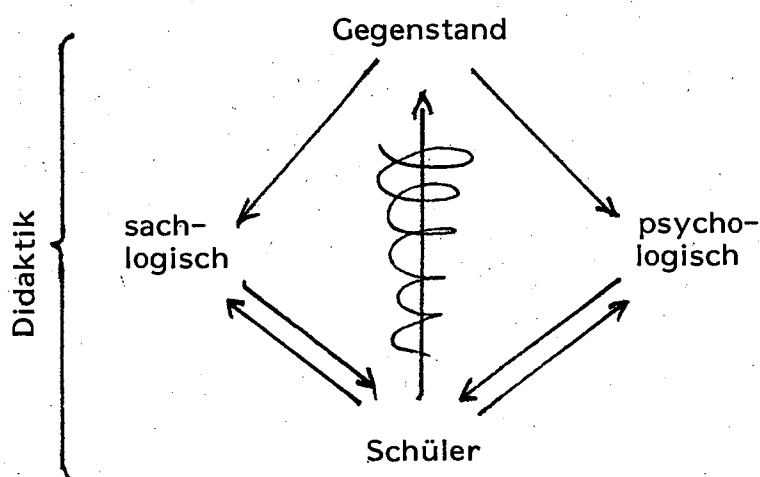 Gegenstand
Didaktik
sach-
logisch
psycho-
logisch
Schüler